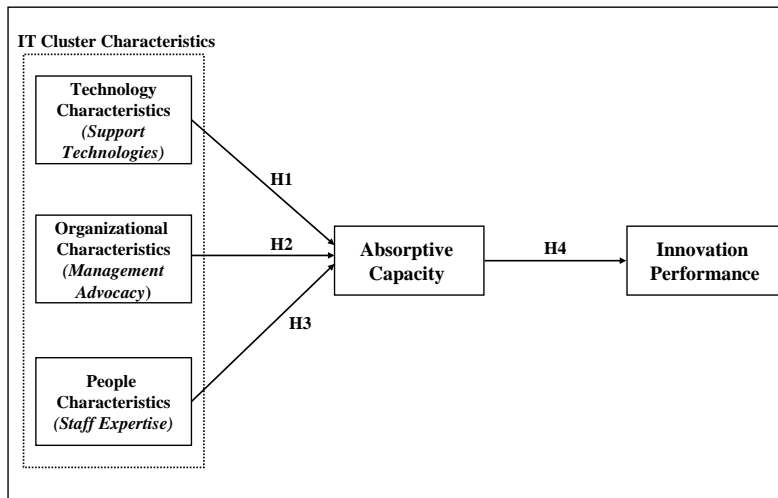 IT Cluster Characteristics
Technology
Characteristics
(Support
Technologies)
H1
Organizational
Characteristics
(Management
Advocacy)
H2
Absorptive
Capacity
H4
Innovation
Performance
H3
People
Characteristics
(Staff Expertise)